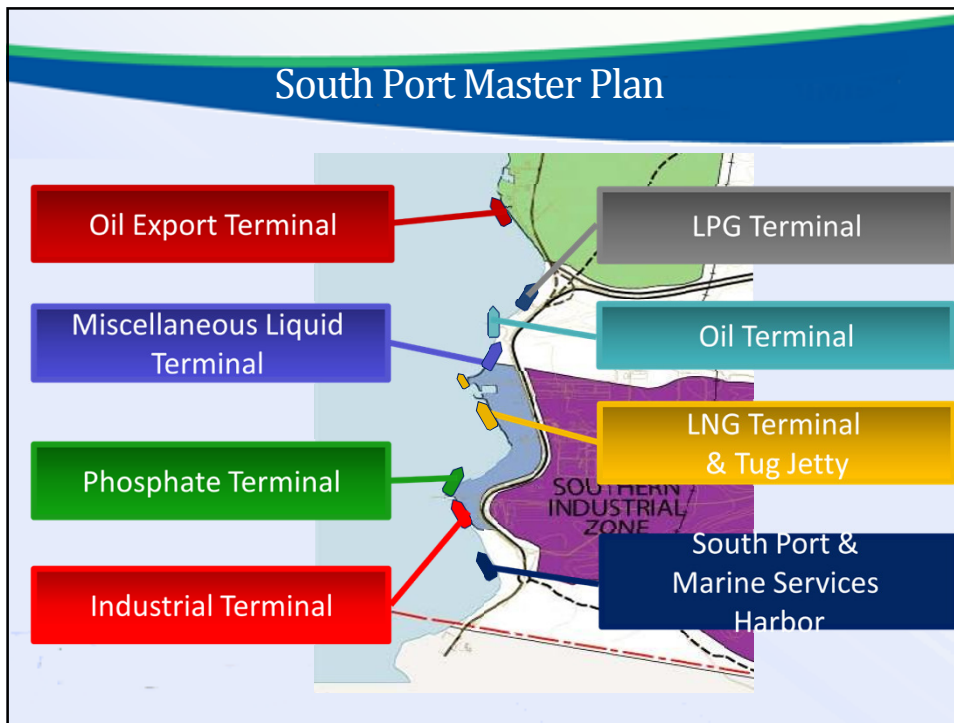 South Port Master Plan
Oil Export Terminal
LPG Terminal
Miscellaneous Liquid
Terminal
Oil Terminal
LNG Terminal
& Tug Jetty
Phosphate Terminal
SOUTHERN
INDUSTRIAL
ZONE
Industrial Terminal
South Port &
Marine Services
Harbor